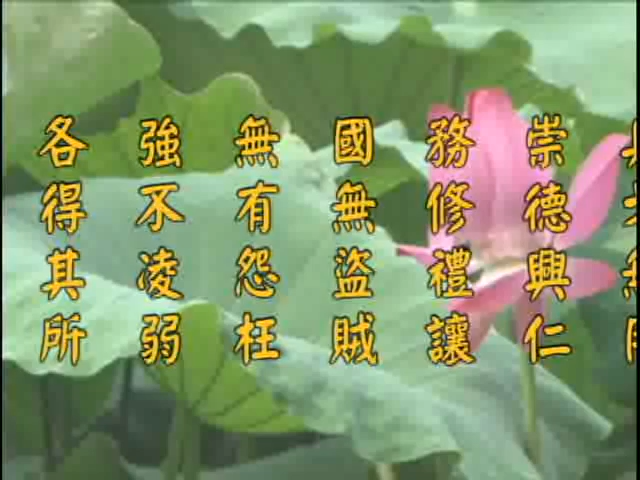 崇德興仁
務修禮讓
國無盜賊
無有怨枉
強不凌弱
各得其所